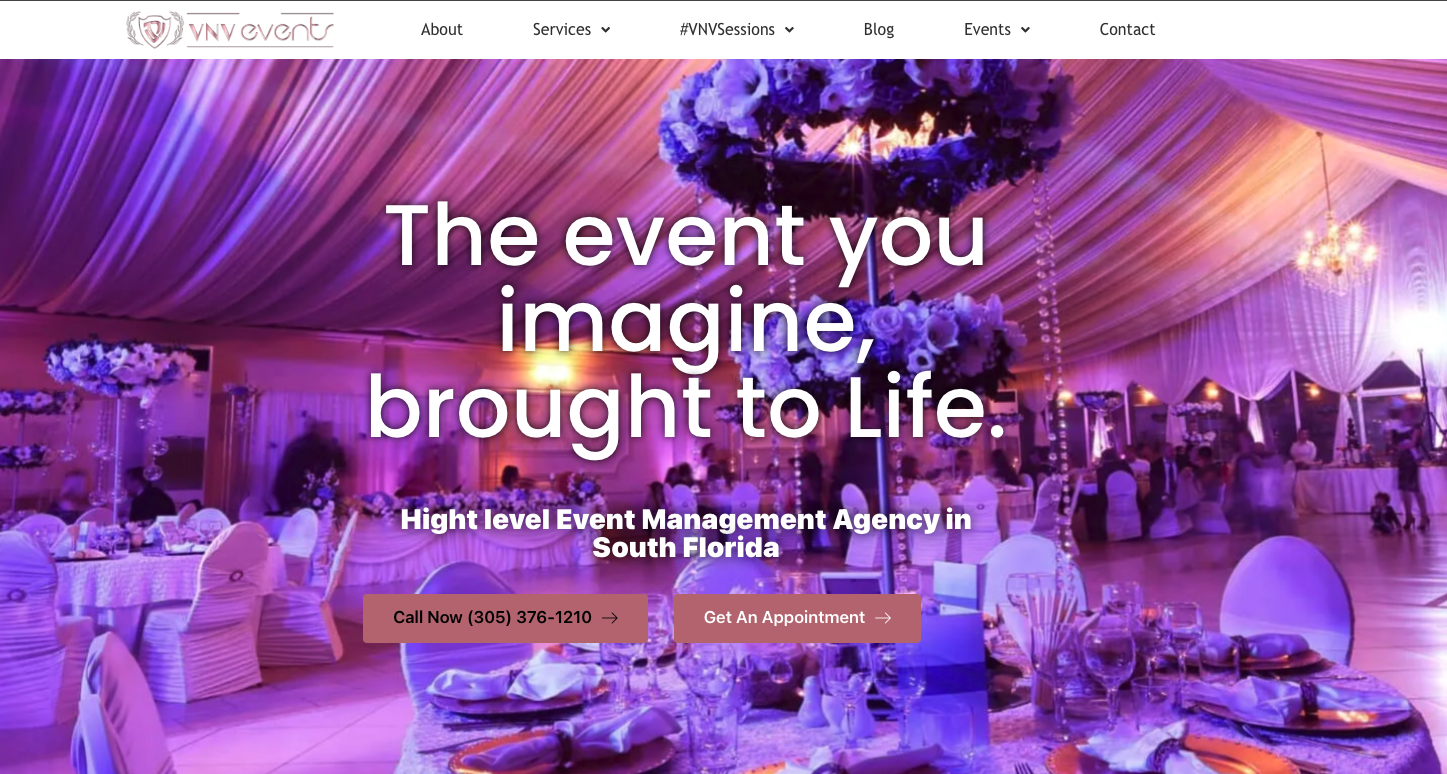 VNV events
About Services #VNVSessions Blog Events Contact
The event you
imagine,
brought to Life.
Hight level Event Management Agency in
South Florida
Call Now (305) 376-1210 → Get An Appointment →